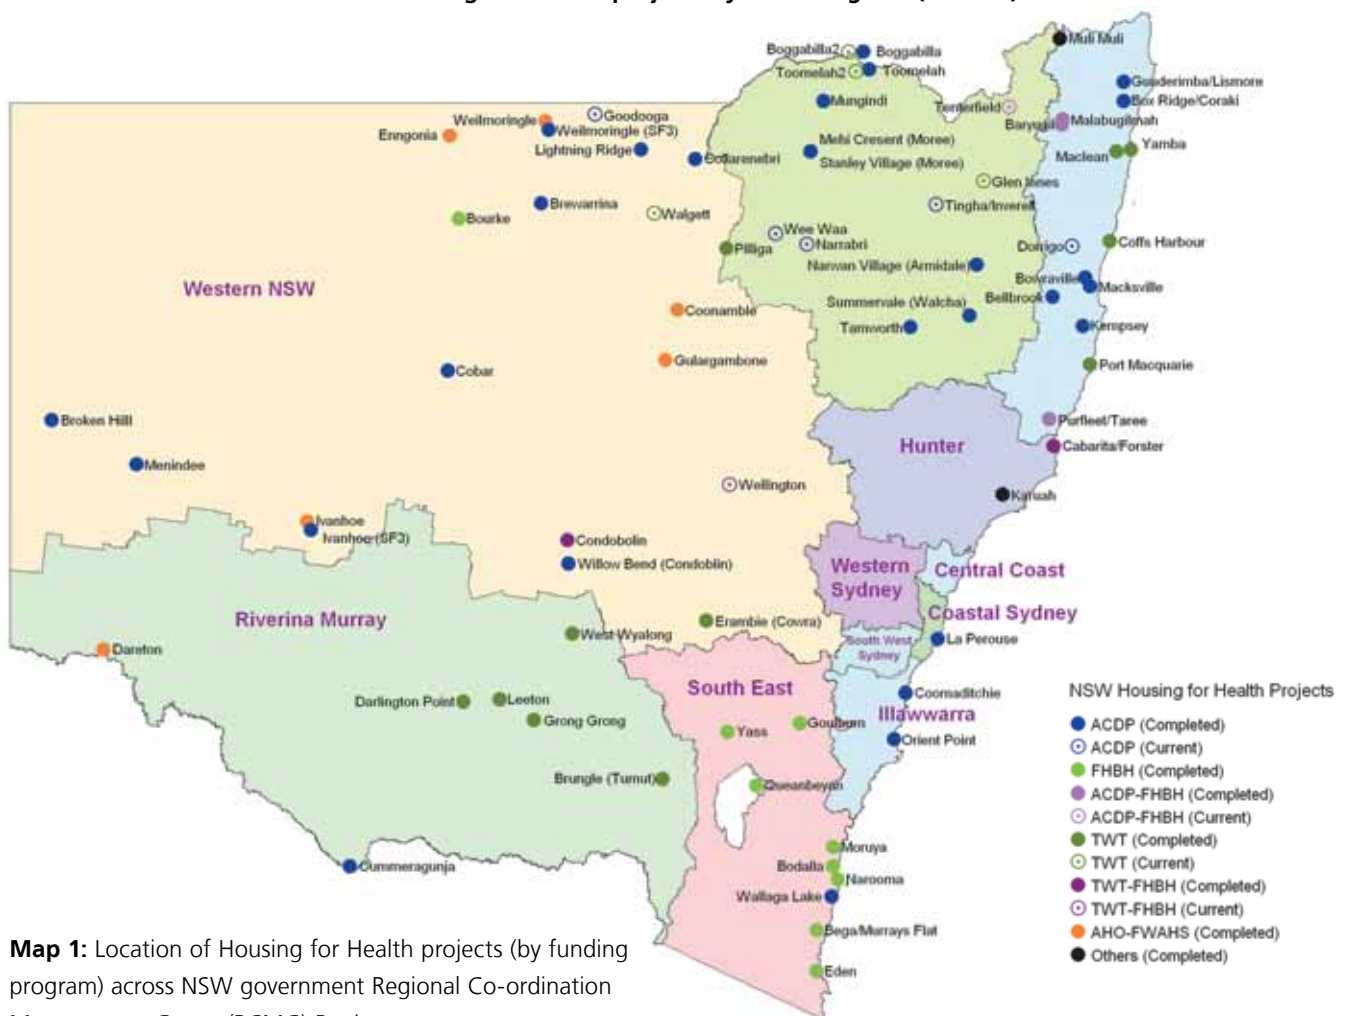 Boggabilla2
Boggabilla
Toomelah2
Toomelah
Muli Muli
Mungindi
Gunderimba/Lismore
Box Ridge/Coraki
Tenterfield
Malabugilmah
Baryugil
Goodooga
Weilmoringle
Weilmoringle (SF3)
Enngonia
Lightning Ridge
Collarenebri
Mehi Cresent (Moree)
Stanley Village (Moree)
Maclean
Yamba
Glen Innes
Tingha/Inverell
Brewarrina
Bourke
Walgett
Wee Waa
Narrabri
Pilliga
Dorrigo
Coffs Harbour
Narwan Village (Armidale)
Bowraville
Macksville
Bellbrook
Western NSW
Summervale (Walcha)
Tamworth
Kempsey
Coonamble
Gulargambone
Port Macquarie
Cobar
Broken Hilll
Purfleet/Taree
Hunter
Cabarita/Forster
Menindee
Wellington
Karuah
Ivanhoe
Ivanhoe (SF3)
Condobolin
Willow Bend (Condoblin)
Western
Sydney
Central Coast
Coastal Sydney
Riverina Murray
Erambie (Cowra)
West Wyalong
South West
Sydney
La Perouse
Dareton
South East
Coomaditchie
Illawwarra
Darlington Point
Leeton
Grong Grong
Yass
Goulburn
Orient Point
Brungle (Tumut)
Queanbeyan
Moruya
Bodalla
Narooma
Cummeragunja
Wallaga Lake
Bega/Murrays Flat
Eden
NSW Housing for Health Projects
ACDP (Completed)
ACDP (Current)
FHBH (Completed)
ACDP-FHBH (Completed)
ACDP-FHBH (Current)
TWT (Completed)
TWT (Current)
TWT-FHBH (Completed)
TWT-FHBH (Current)
AHO-FWAHS (Completed)
Others (Completed)
Map 1: Location of Housing for Health projects (by funding
program) across NSW government Regional Co-ordination